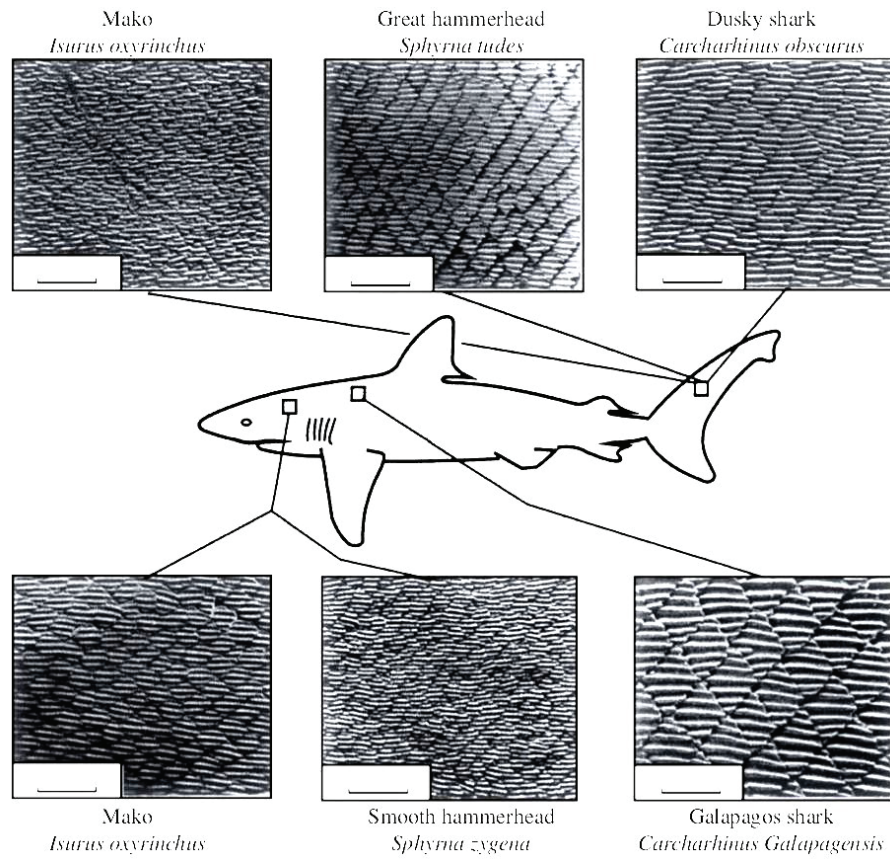 Mako
Isurus oxyrinchus
Great hammerhead
Sphyrna tudes
Dusky shark
Carcharhinus obscurus
Mako
Isurus oxyrinchus
Smooth hammerhead
Sphyrna zygena
Galapagos shark
Carcharhinus Galapagensis